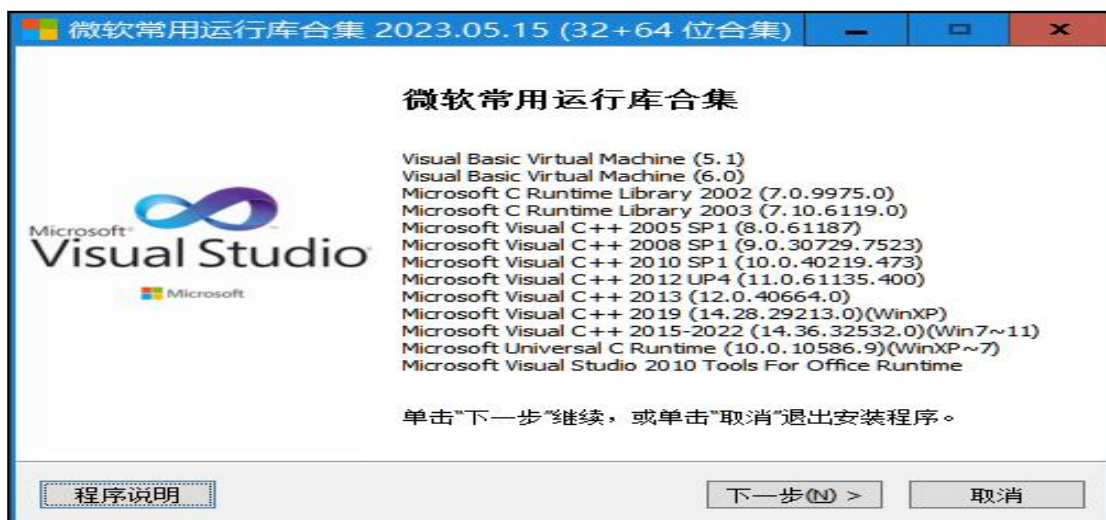 微软常用运行库合集 2023.05.15 (32+64 位合集)
微软常用运行库合集
Visual Basic Virtual Machine (5.1)
Visual Basic Virtual Machine (6.0)
Microsoft C Runtime Library 2002 (7.0.9975.0)
Microsoft C Runtime Library 2003 (7.10.6119.0)
Microsoft Visual C++ 2005 SP1 (8.0.61187)
Microsoft Visual C++ 2008 SP1 (9.0.30729.7523)
Microsoft Visual C++ 2010 SP1 (10.0.40219.473)
Microsoft Visual C++ 2012 UP4 (11.0.61135.400)
Microsoft Visual C++ 2013 (12.0.40664.0)
Microsoft Visual C++ 2019 (14.28.29213.0)(WinXP)
Microsoft Visual C++ 2015-2022 (14.36.32532.0)(Win7~11)
Microsoft Universal C Runtime (10.0.10586.9)(WinXP~7)
Microsoft Visual Studio 2010 Tools For Office Runtime
Microsoft
Visual Studio
Microsoft
单击"下一步"继续，或单击"取消"退出安装程序。
程序说明
下一步(N) >
取消